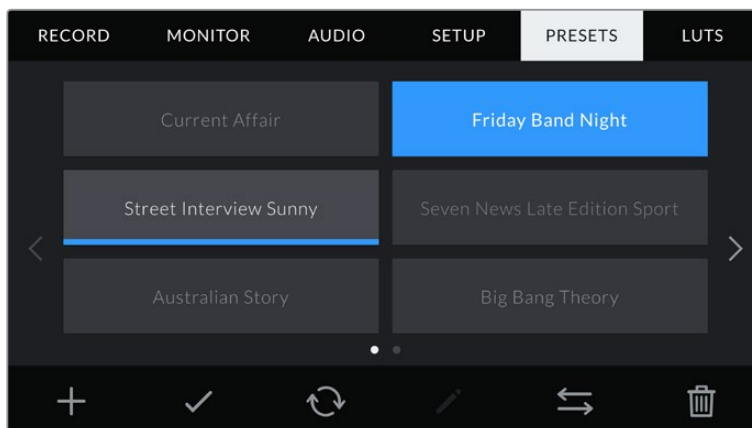 RECORD MONITOR AUDIO SETUP PRESETS LUTS
Current Affair Friday Band Night
Street Interview Sunny Seven News Late Edition Sport
Australian Story Big Bang Theory